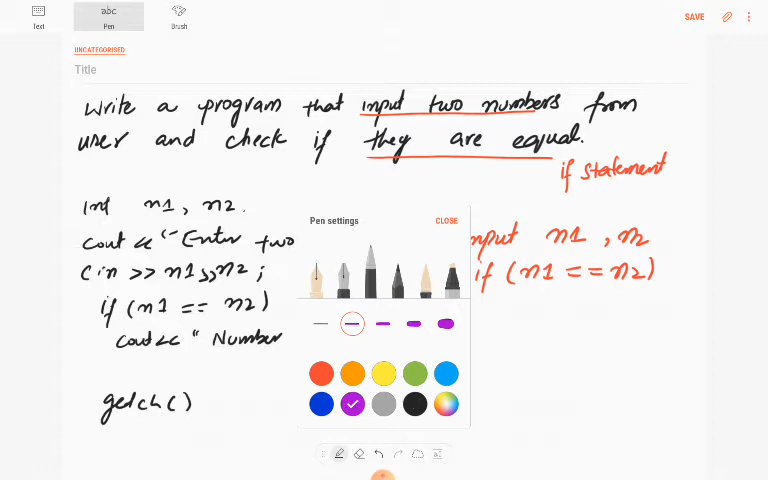 Text
abc
Pen
Brush
SAVE
UNCATEGORISED
Title
Write a program that input two numbers from
user and check if they are equal.
if statement
int n1, n2.
cout << "Enter two
cin >> n1>>n2;
if (n1 == n2)
cout<< " Number
getch()
Pen settings
CLOSE
nput n1, n2
if (n1 == n2)